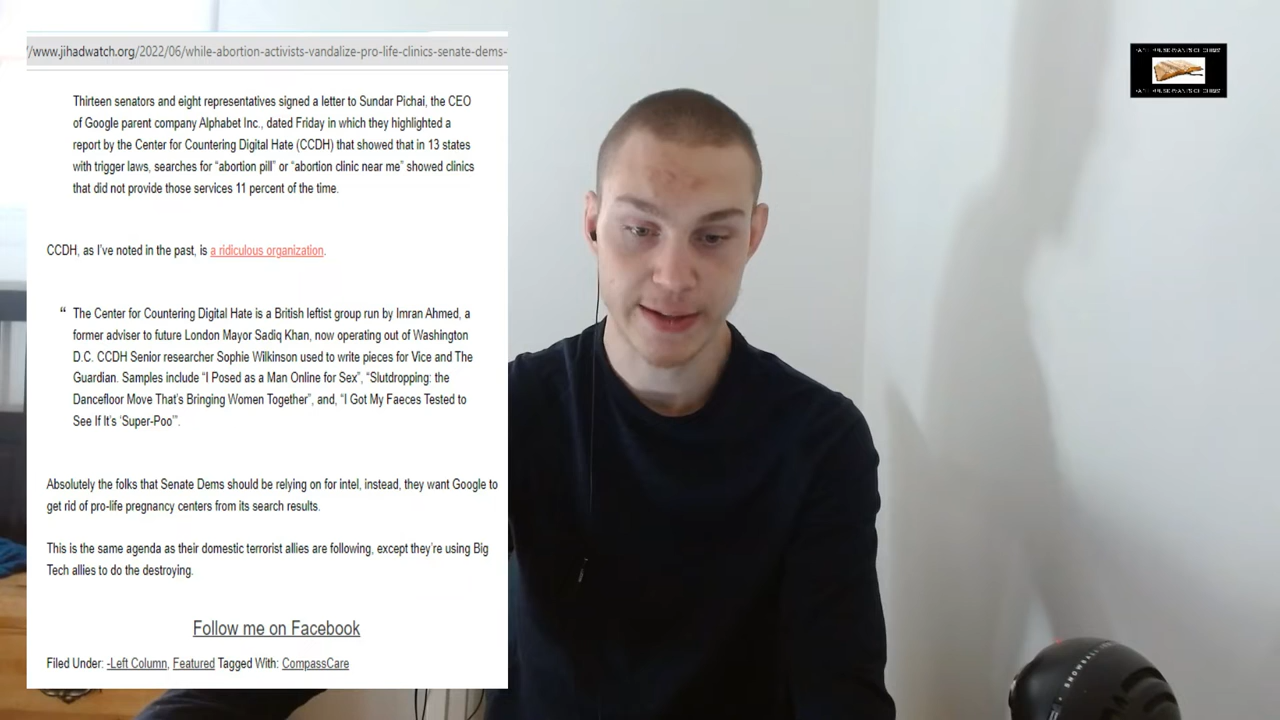 /www.jihadwatch.org/2022/06/while-abortion-activists-vandalize-pro-life-clinics-senate-dems-
Thirteen senators and eight representatives signed a letter to Sundar Pichai, the CEO
of Google parent company Alphabet Inc., dated Friday in which they highlighted a
report by the Center for Countering Digital Hate (CCDH) that showed that in 13 states
with trigger laws, searches for “abortion pill” or “abortion clinic near me” showed clinics
that did not provide those services 11 percent of the time.
CCDH, as I’ve noted in the past, is a ridiculous organization.
“ The Center for Countering Digital Hate is a British leftist group run by Imran Ahmed, a
former adviser to future London Mayor Sadiq Khan, now operating out of Washington
D.C. CCDH Senior researcher Sophie Wilkinson used to write pieces for Vice and The
Guardian. Samples include “I Posed as a Man Online for Sex”, “Slutdropping: the
Dancefloor Move That’s Bringing Women Together”, and, “I Got My Faeces Tested to
See If It’s ‘Super-Poo’”.
Absolutely the folks that Senate Dems should be relying on for intel, instead, they want Google to
get rid of pro-life pregnancy centers from its search results.
This is the same agenda as their domestic terrorist allies are following, except they’re using Big
Tech allies to do the destroying.
Follow me on Facebook
Filed Under: -Left Column, Featured Tagged With: CompassCare